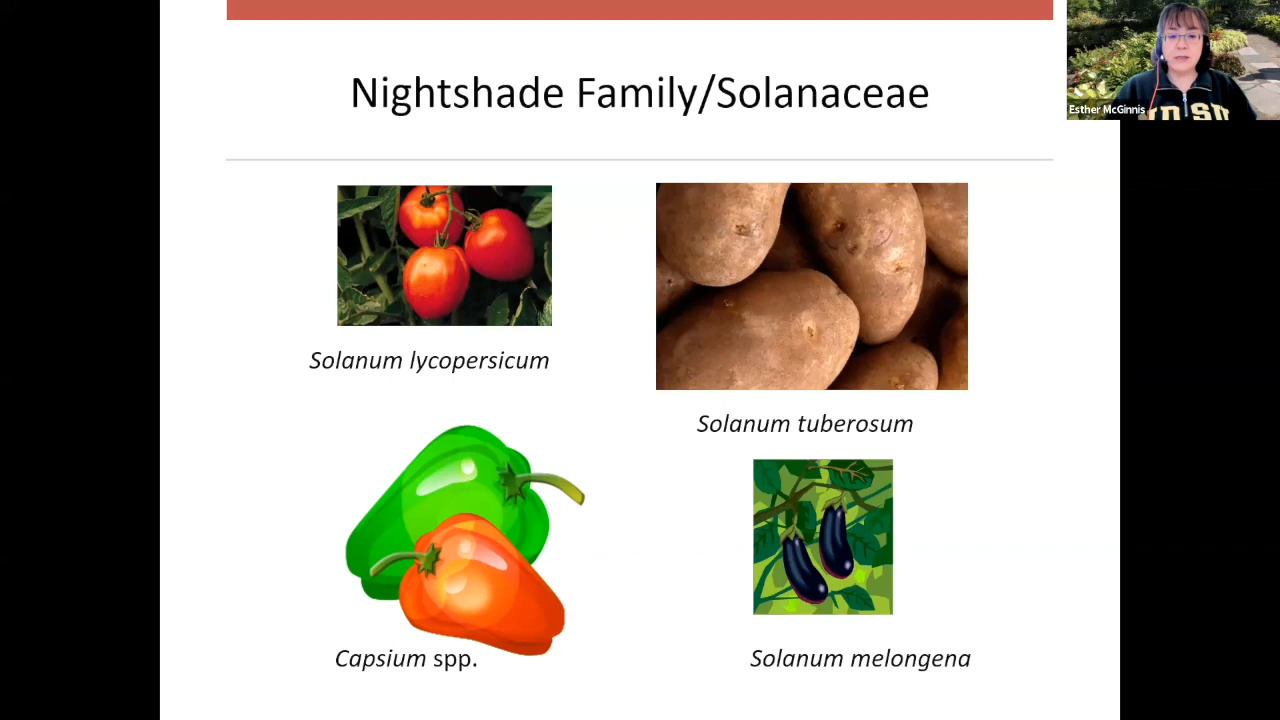 Nightshade Family/Solanaceae
Esther McGinnis
Solanum lycopersicum
Solanum tuberosum
Capsium spp.
Solanum melongena